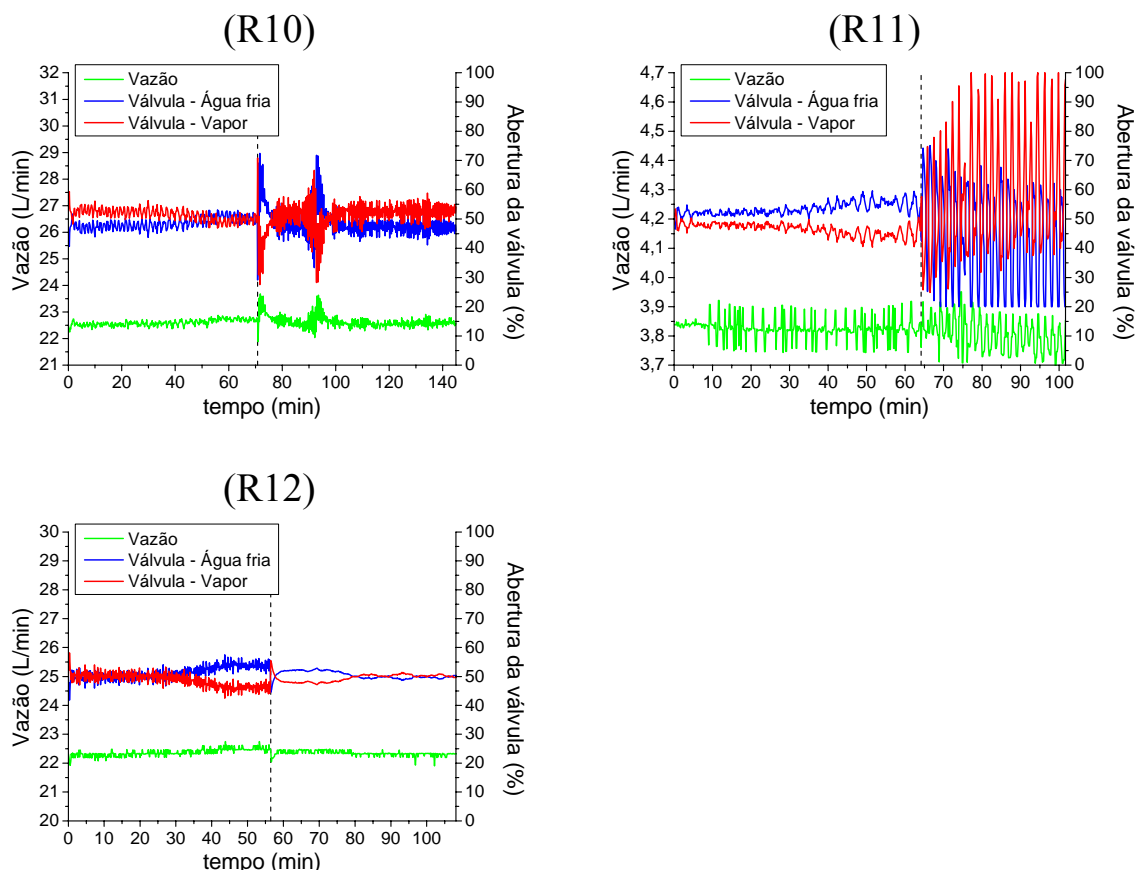 (R10)
Vazão
Válvula - Água fria
Válvula - Vapor
Vazão (L/min)
32
31
30
29
28
27
26
25
24
23
22
21
100
90
80
70
60
50
40
30
20
10
0
Abertura da válvula (%)
0 20 40 60 80 100 120 140
tempo (min)
(R11)
Vazão
Válvula - Água fria
Válvula - Vapor
Vazão (L/min)
4,7
4,5
4,4
4,3
4,2
4,1
4,0
3,9
3,8
3,7
100
90
80
70
60
50
40
30
20
10
0
Abertura da válvula (%)
0 10 20 30 40 50 60 70 80 90 100
tempo (min)
(R12)
Vazão
Válvula - Água fria
Válvula - Vapor
Vazão (L/min)
30
29
28
27
26
25
24
23
22
21
20
100
90
80
70
60
50
40
30
20
10
0
Abertura da válvula (%)
0 10 20 30 40 50 60 70 80 90 100
tempo (min)